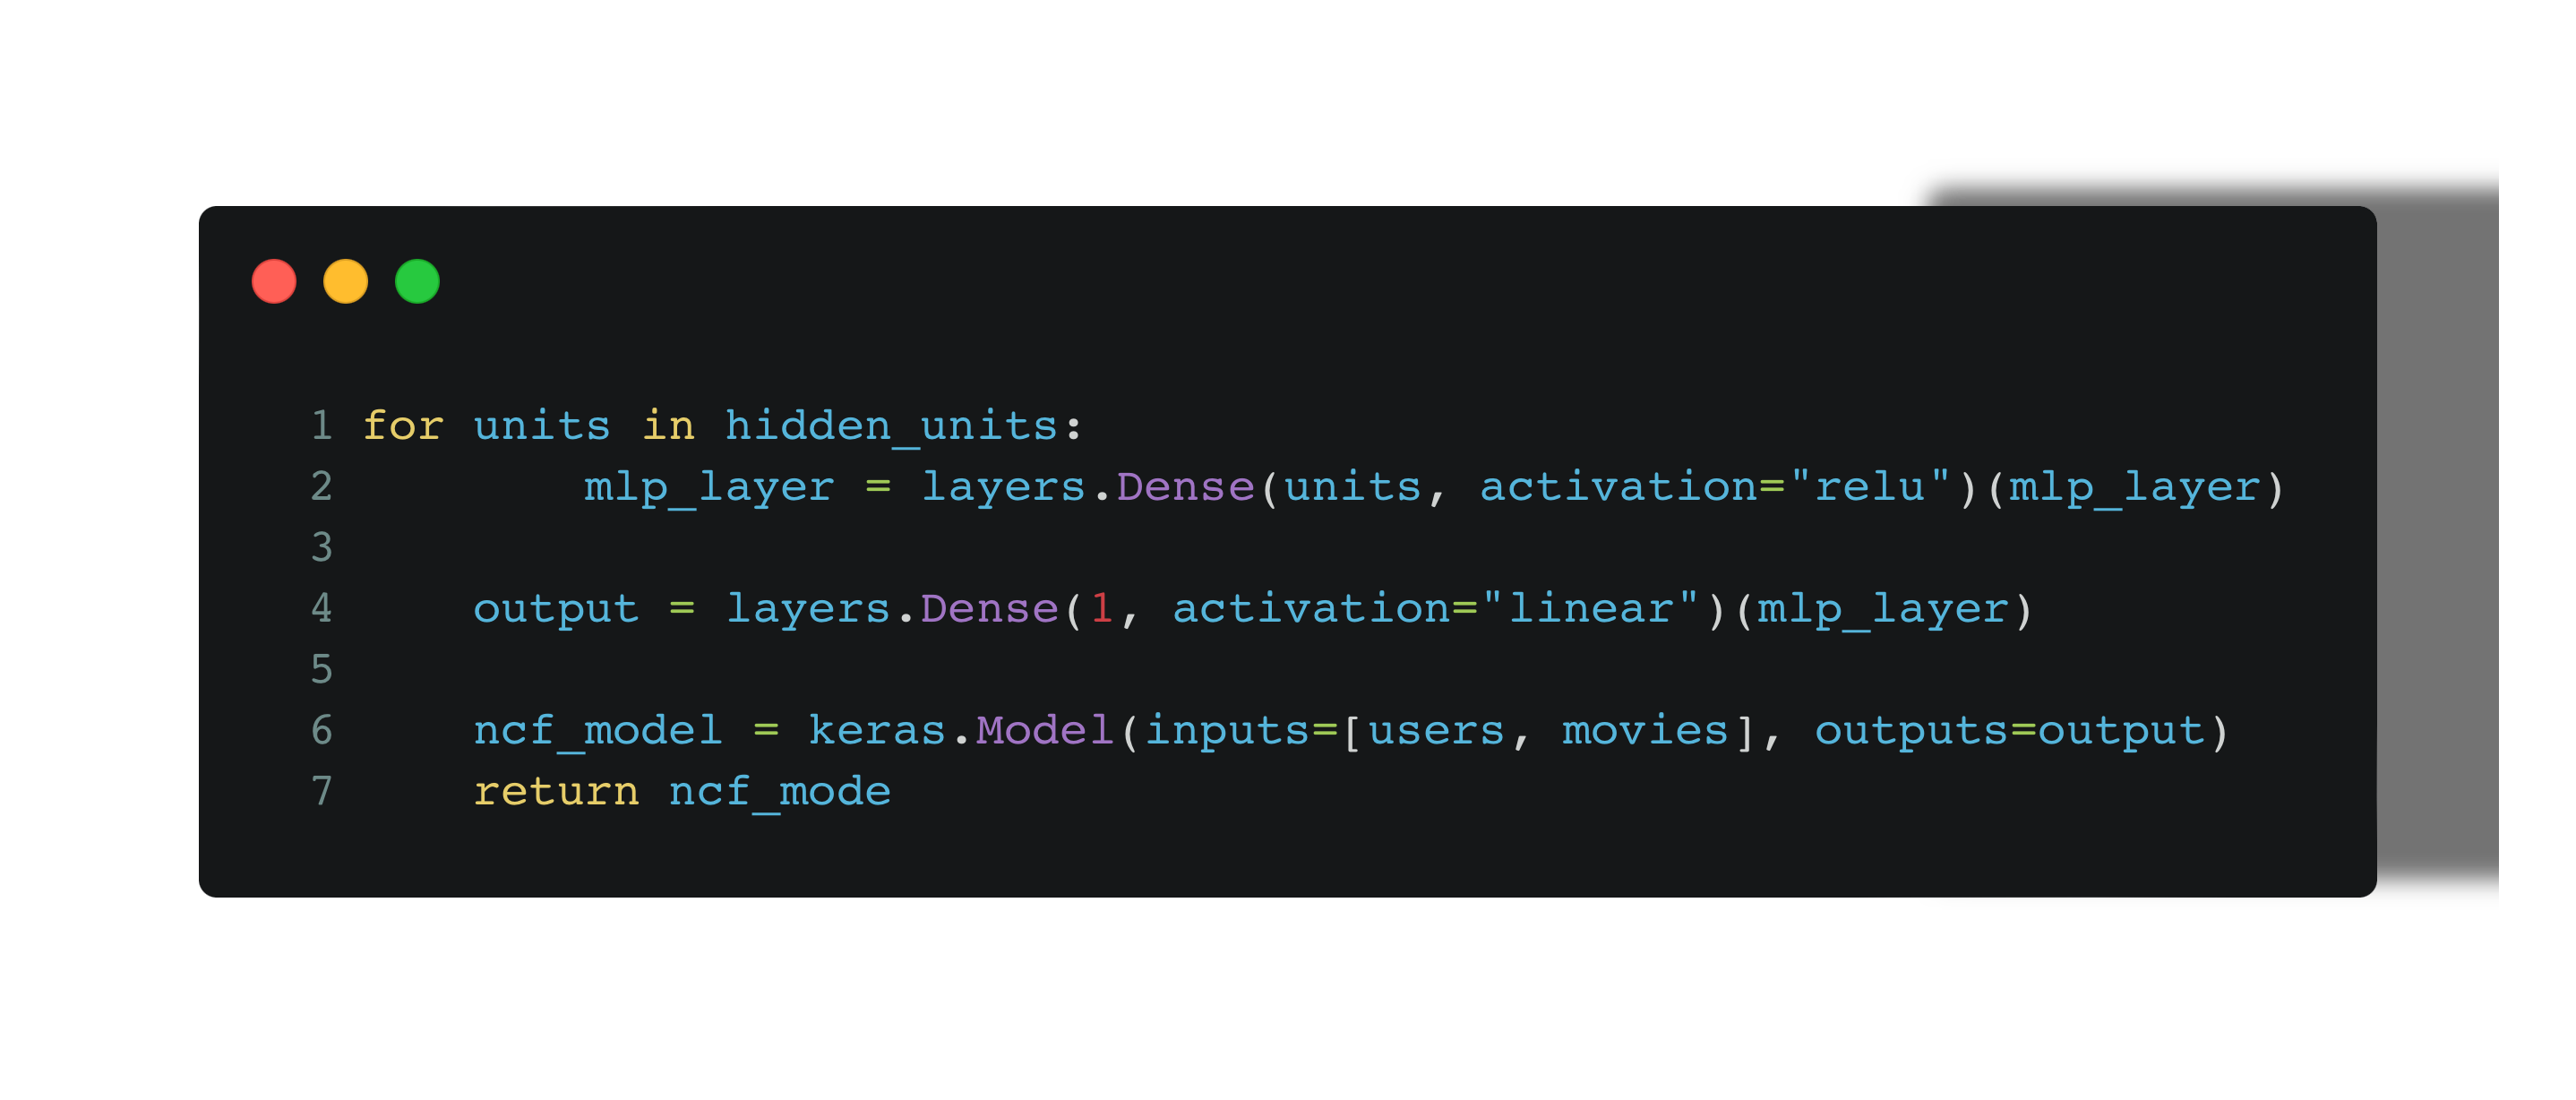 1 for units in hidden_units:
2         mlp_layer = layers.Dense(units, activation="relu")(mlp_layer)
3
4     output = layers.Dense(1, activation="linear")(mlp_layer)
5
6     ncf_model = keras.Model(inputs=[users, movies], outputs=output)
7     return ncf_mode